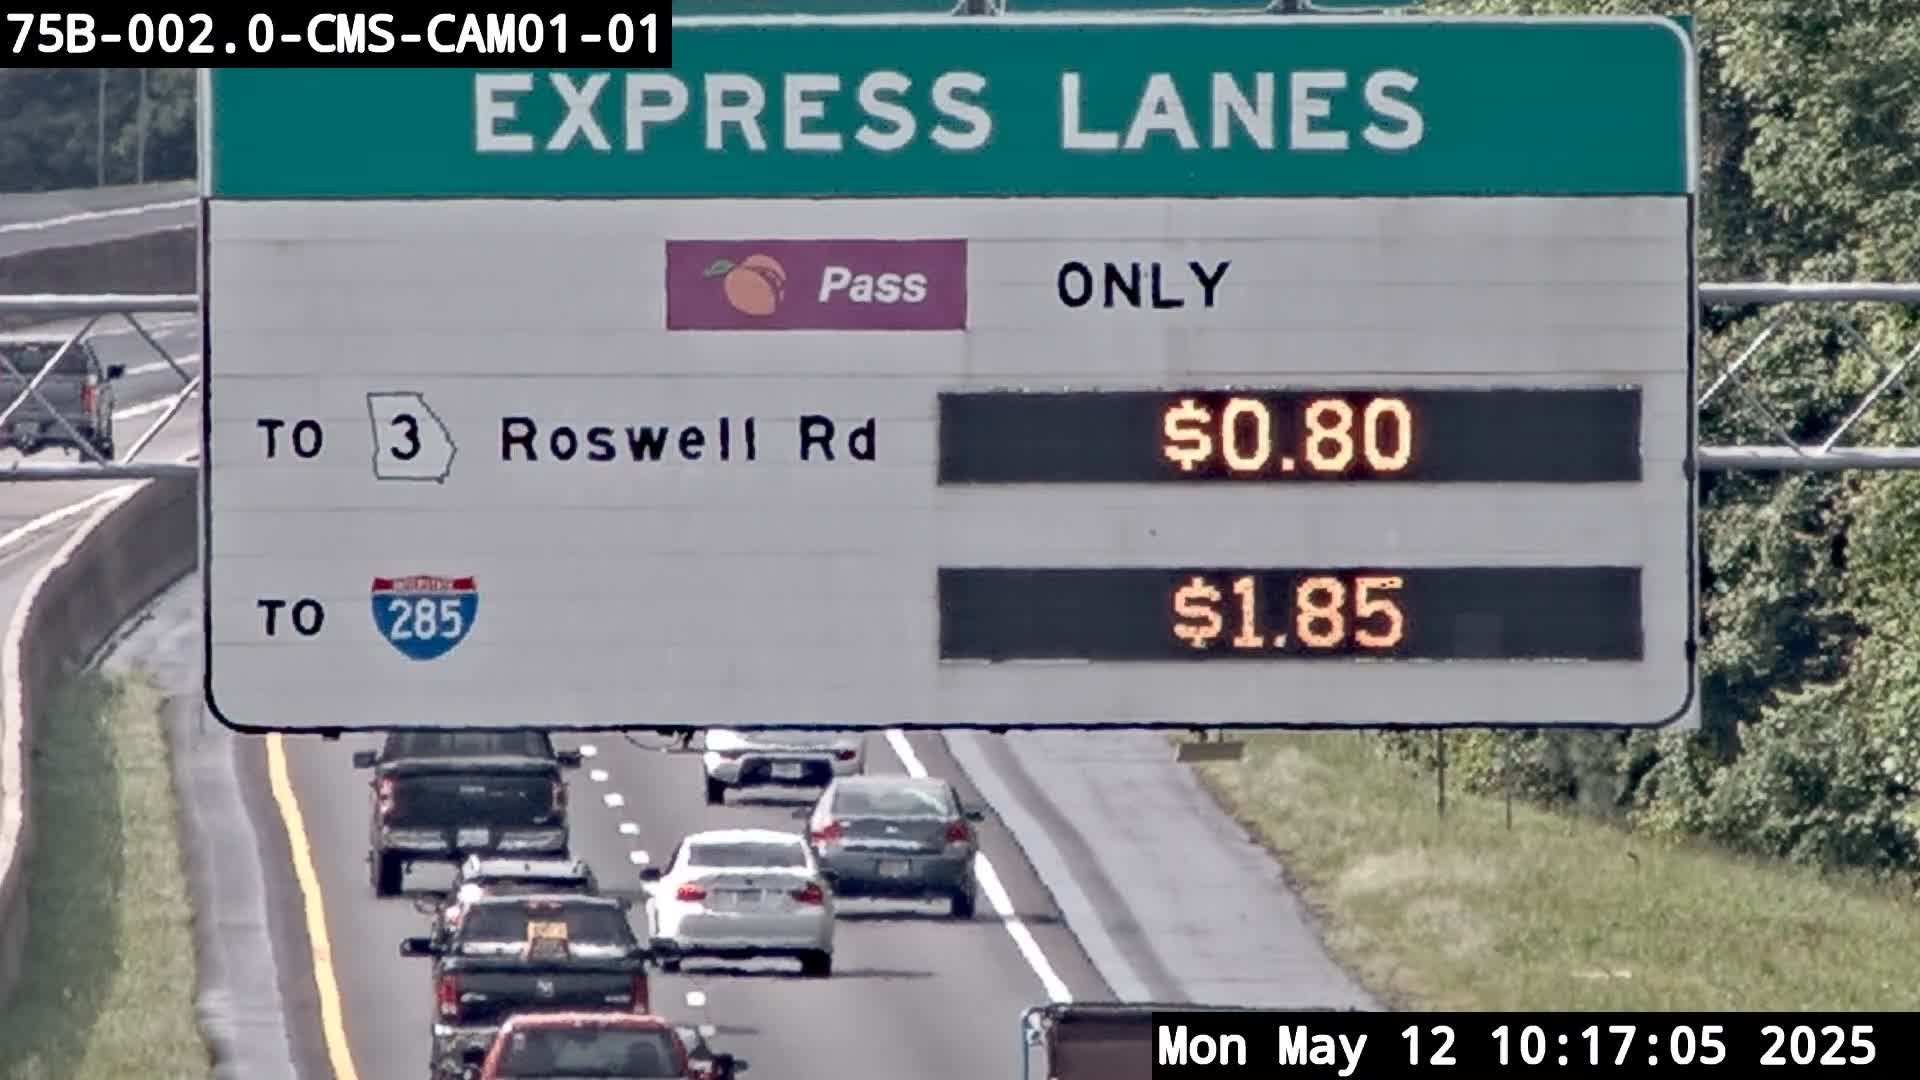 75B-002.0-CMS-CAM01-01
EXPRESS LANES
Pass ONLY
TO 3 Roswell Rd $0.80
INTERSTATE
TO 285 $1.85
Mon May 12 10:17:05 2025